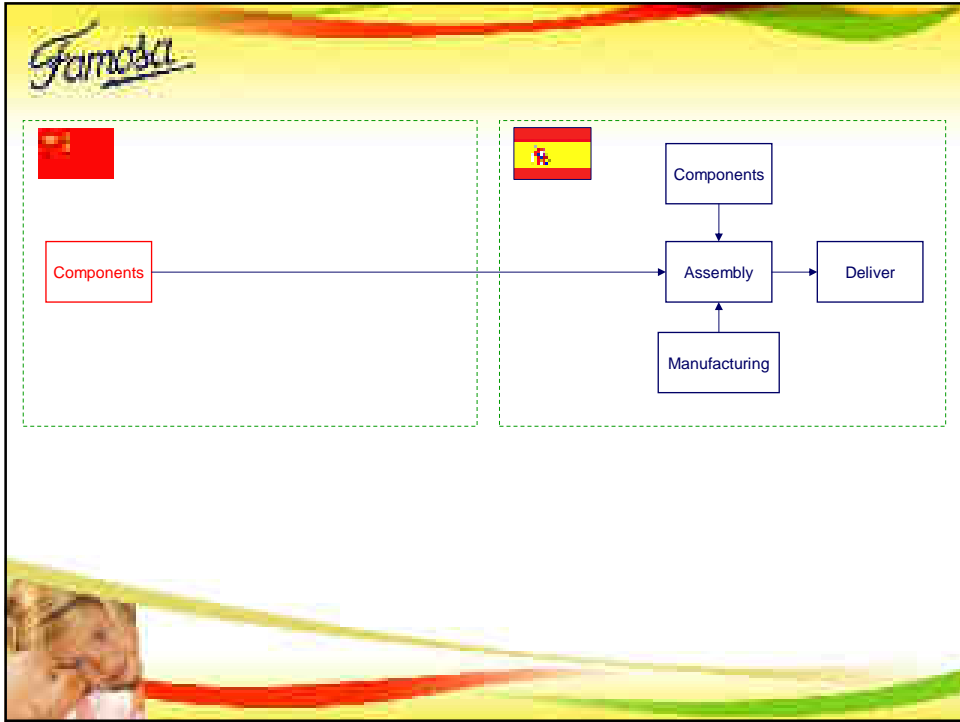 Famosa
Components
Components
Assembly
Deliver
Manufacturing